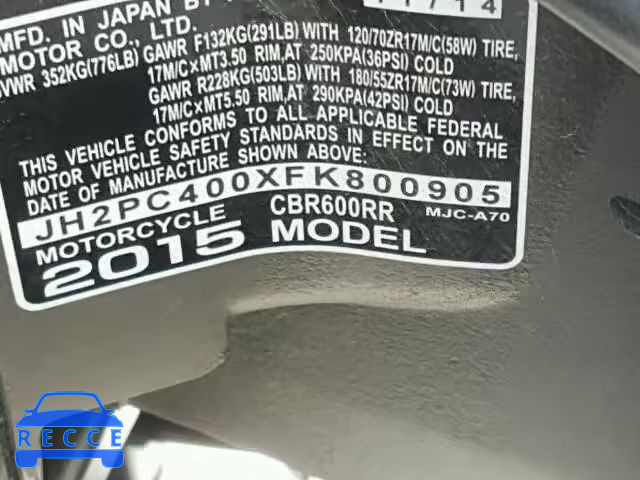 MFD. IN JAPAN BY
MOTOR CO., LTD.
VWR 352KG(776LB) GAWR F132KG(291LB) WITH 120/70ZR17M/C(58W) TIRE,
17M/C×MT3.50 RIM,AT 250KPA(36PSI) COLD
GAWR R228KG(503LB) WITH 180/55ZR17M/C(73W) TIRE,
17M/C×MT5.50 RIM,AT 290KPA(42PSI) COLD
THIS VEHICLE CONFORMS TO ALL APPLICABLE FEDERAL
MOTOR VEHICLE SAFETY STANDARDS IN EFFECT ON THE
DATE OF MANUFACTURE SHOWN ABOVE:
JH2PC400XFK800905
MOTORCYCLE CBR600RR MJC-A70
2015 MODEL
RECCE